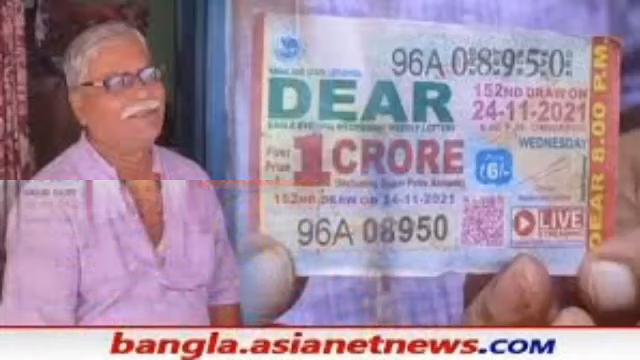 96A 08950
DEAR
152ND DRAW ON
24-11-2021
WEDNESDAY
First
Prize
1 CRORE
₹6/-
152ND DRAW ON 24-11-2021
96A 08950
LIVE
DEAR 8.00 P.M.
bangla.asianetnews.com